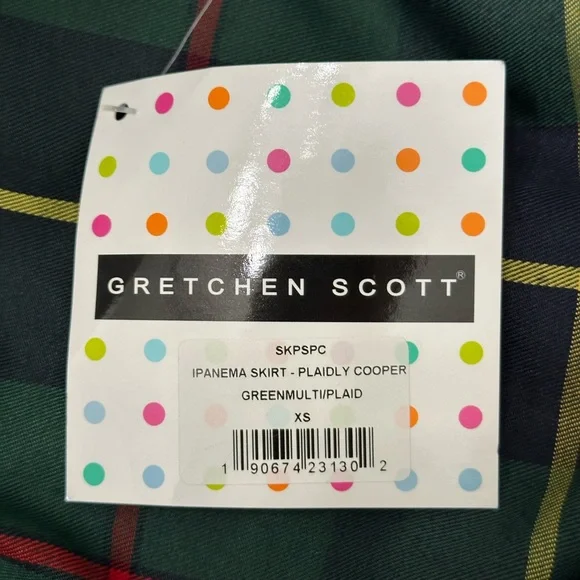 GRETCHEN SCOTT®
SKPSPC
IPANEMA SKIRT - PLAIDLY COOPER
GREENMULTI/PLAID
XS
1 90674 23130 2